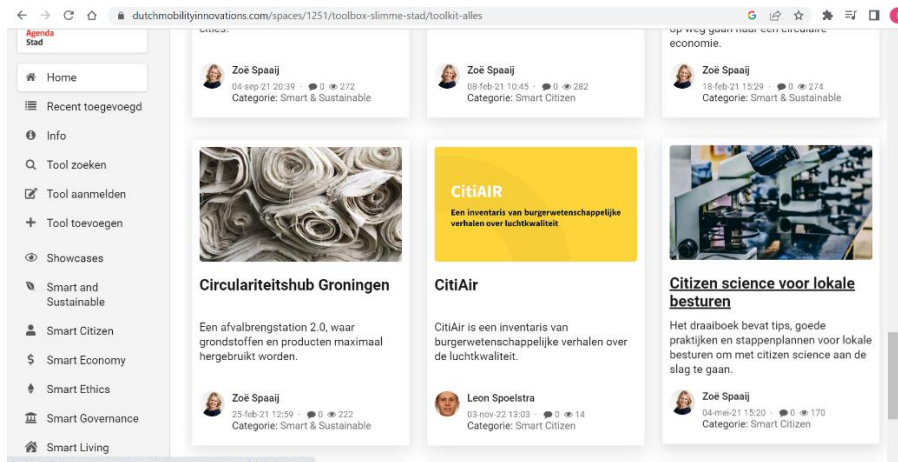 dutchmobilityinnovations.com/spaces/1251/toolbox-slimme-stad/toolkit-alles
Agenda
Stad
Home
Recent toegevoegd
Info
Tool zoeken
Tool aanmelden
Tool toevoegen
Showcases
Smart and
Sustainable
Smart Citizen
Smart Economy
Smart Ethics
Smart Governance
Smart Living
cities.
Zoë Spaaij
04-sep-21 20:39 · 0 272
Categorie: Smart & Sustainable
Zoë Spaaij
08-feb-21 10:45 · 0 282
Categorie: Smart Citizen
op weg gaan naar een circulaire
economie.
Zoë Spaaij
18-feb-21 15:29 · 0 274
Categorie: Smart & Sustainable
Circulariteitshub Groningen
Een afvalbrengstation 2.0, waar
grondstoffen en producten maximaal
hergebruikt worden.
Zoë Spaaij
25-feb-21 12:59 · 0 222
Categorie: Smart & Sustainable
CitiAIR
Een inventaris van burgerwetenschappelijke
verhalen over luchtkwaliteit
CitiAir
CitiAir is een inventaris van
burgerwetenschappelijke verhalen over
de luchtkwaliteit.
Leon Spoelstra
03-nov-22 13:03 · 0 14
Categorie: Smart Citizen
Citizen science voor lokale
besturen
Het draaiboek bevat tips, goede
praktijken en stappenplannen voor lokale
besturen om met citizen science aan de
slag te gaan.
Zoë Spaaij
04-mei-21 15:20 · 0 170
Categorie: Smart Citizen